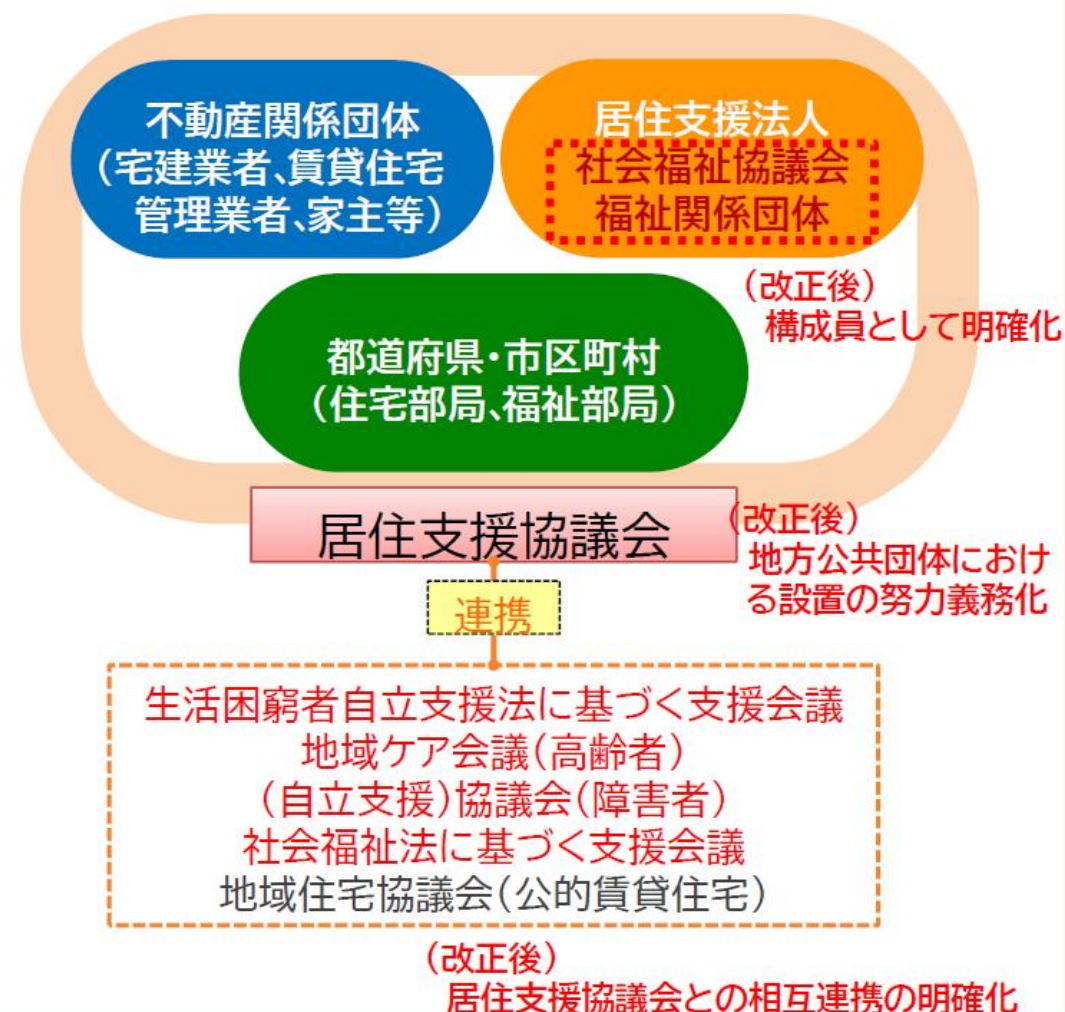 不動産関係団体
（宅建業者、賃貸住宅
管理業者、家主等）
居住支援法人
社会福祉協議会
福祉関係団体
（改正後）
構成員として明確化
都道府県・市区町村
（住宅部局、福祉部局）
居住支援協議会
（改正後）
地方公共団体におけ
る設置の努力義務化
連携
生活困窮者自立支援法に基づく支援会議
地域ケア会議（高齢者）
（自立支援）協議会（障害者）
社会福祉法に基づく支援会議
地域住宅協議会（公的賃貸住宅）
（改正後）
居住支援協議会との相互連携の明確化